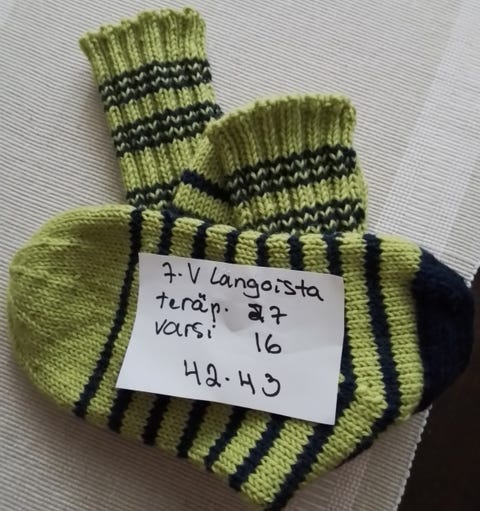 7.V Langoista
teräp. 27
varsi 16
42-43